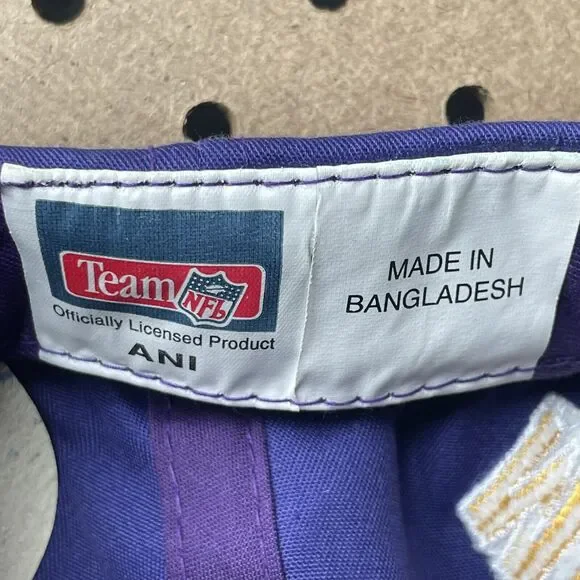 Team NFL
Officially Licensed Product
ANI
MADE IN
BANGLADESH